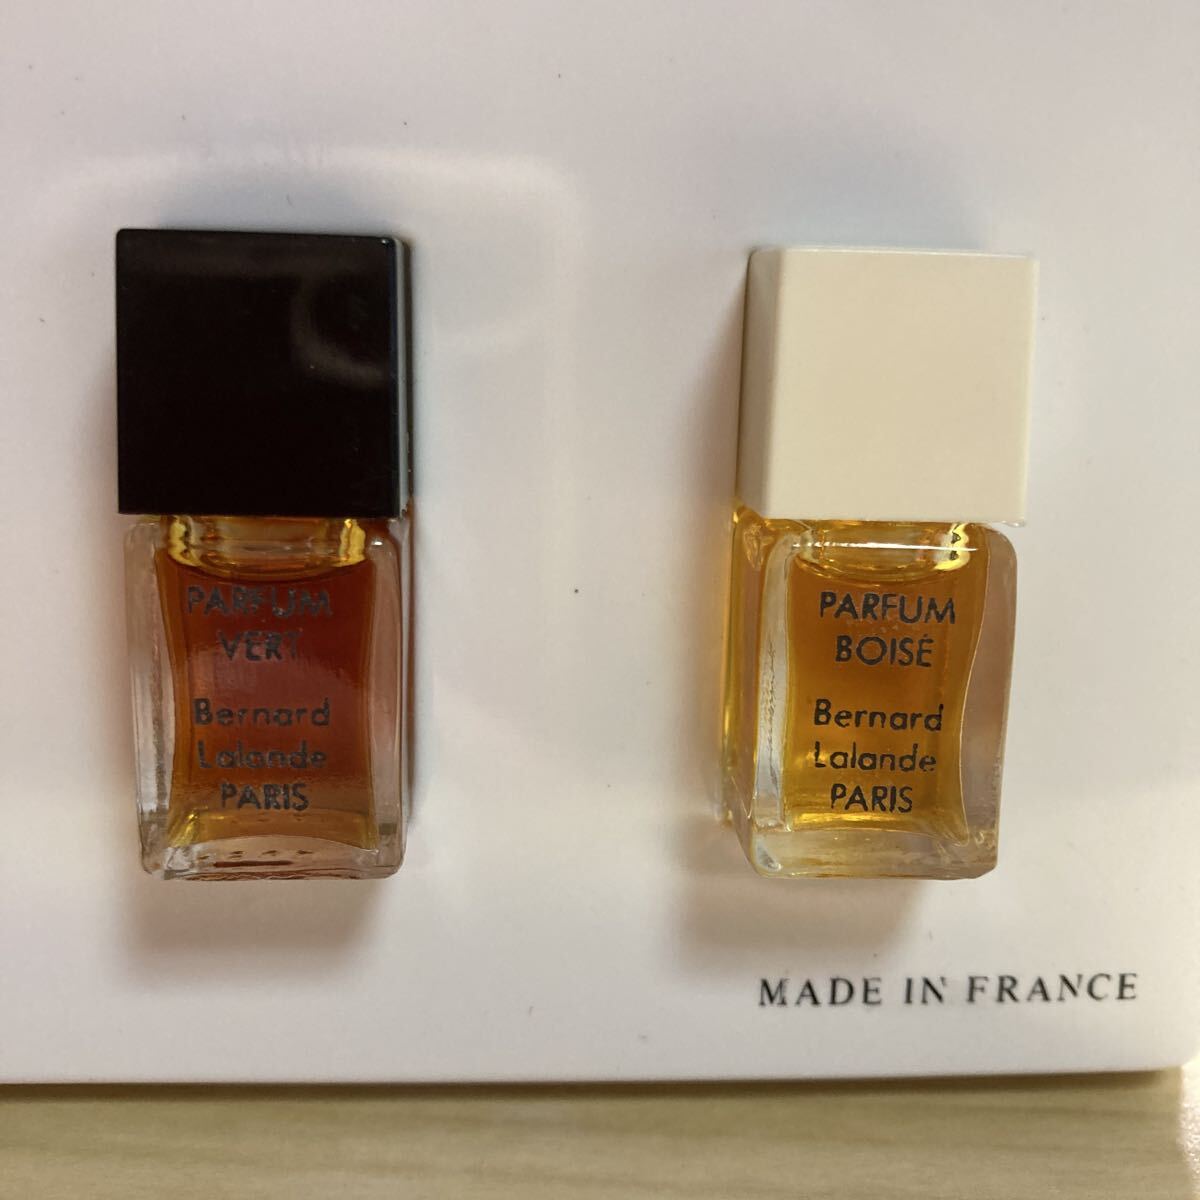 PARFUM
VERT
Bernard
Lalande
PARIS
PARFUM
BOISÉ
Bernard
Lalande
PARIS
MADE IN FRANCE